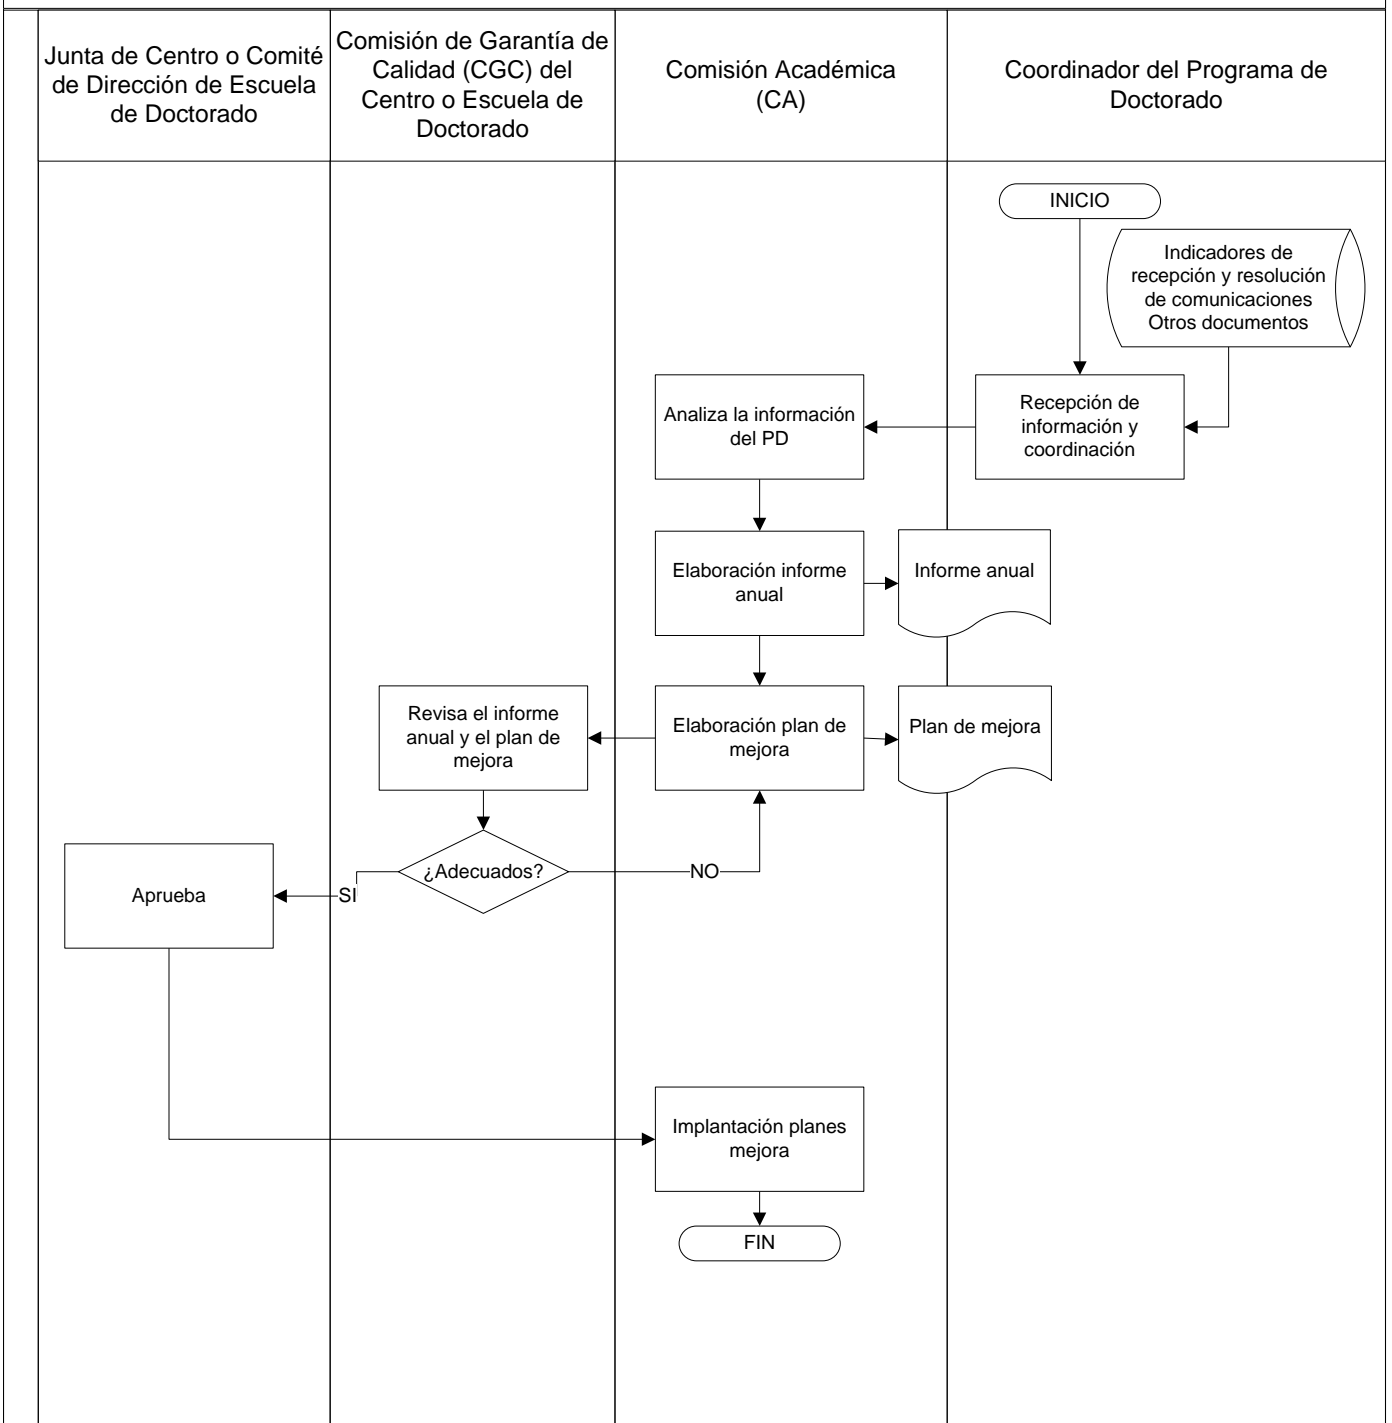 Junta de Centro o Comité
de Dirección de Escuela
de Doctorado
Comisión de Garantía de
Calidad (CGC) del
Centro o Escuela de
Doctorado
Comisión Académica
(CA)
Coordinador del Programa de
Doctorado
INICIO
Indicadores de
recepción y resolución
de comunicaciones
Otros documentos
Recepción de
información y
coordinación
Analiza la información
del PD
Elaboración informe
anual
Informe anual
Elaboración plan de
mejora
Plan de mejora
Revisa el informe
anual y el plan de
mejora
¿Adecuados?
NO
SI
Aprueba
Implantación planes
mejora
FIN